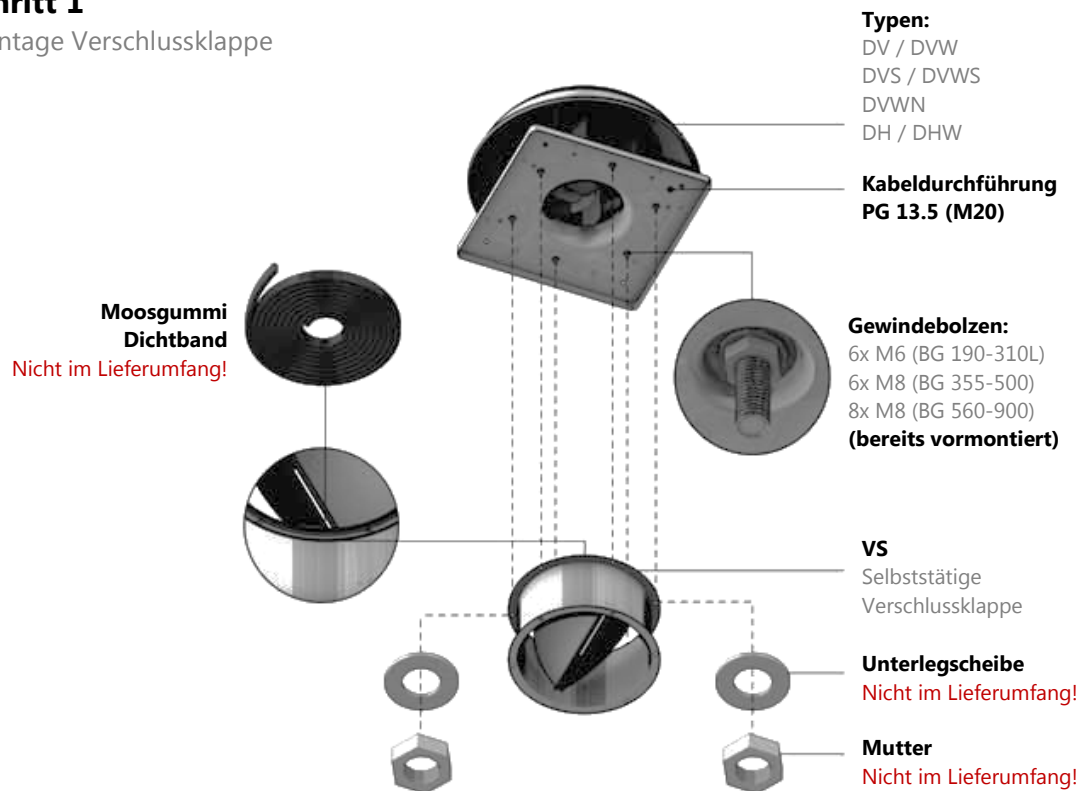 hritt 1
ntage Verschlussklappe
Typen:
DV / DVW
DVS / DVWS
DVWN
DH / DHW
Kabeldurchführung
PG 13.5 (M20)
Moosgummi
Dichtband
Nicht im Lieferumfang!
Gewindebolzen:
6x M6 (BG 190-310L)
6x M8 (BG 355-500)
8x M8 (BG 560-900)
(bereits vormontiert)
VS
Selbststätige
Verschlussklappe
Unterlegscheibe
Nicht im Lieferumfang!
Mutter
Nicht im Lieferumfang!